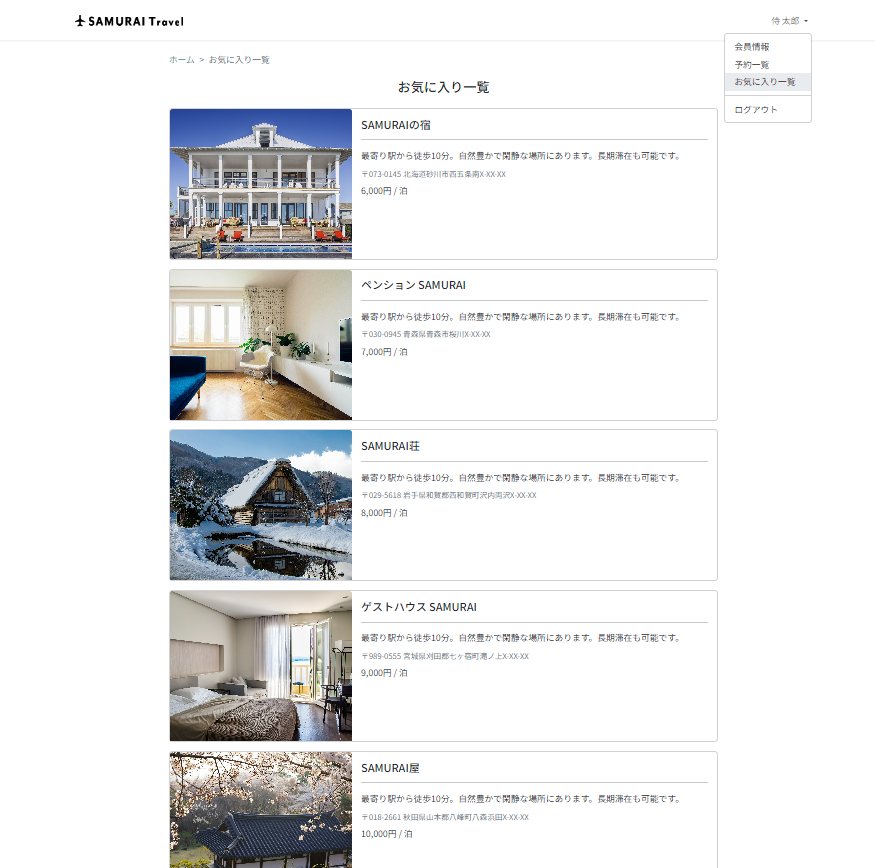 SAMURAI Travel
侍 太郎
会員情報
予約一覧
お気に入り一覧
ログアウト
ホーム > お気に入り一覧
お気に入り一覧
SAMURAIの宿
最寄り駅から徒歩10分。自然豊かで閑静な場所にあります。長期滞在も可能です。
〒073-0145 北海道砂川市西五条南X-XX-XX
6,000円 / 泊
ペンション SAMURAI
最寄り駅から徒歩10分。自然豊かで閑静な場所にあります。長期滞在も可能です。
〒030-0945 青森県青森市桜川X-XX-XX
7,000円 / 泊
SAMURAI荘
最寄り駅から徒歩10分。自然豊かで閑静な場所にあります。長期滞在も可能です。
〒029-5618 岩手県和賀郡西和賀町沢内両沢X-XX-XX
8,000円 / 泊
ゲストハウス SAMURAI
最寄り駅から徒歩10分。自然豊かで閑静な場所にあります。長期滞在も可能です。
〒989-0555 宮城県刈田郡七ヶ宿町滝ノ上X-XX-XX
9,000円 / 泊
SAMURAI屋
最寄り駅から徒歩10分。自然豊かで閑静な場所にあります。長期滞在も可能です。
〒018-2661 秋田県山本郡八峰町八森浜田X-XX-XX
10,000円 / 泊